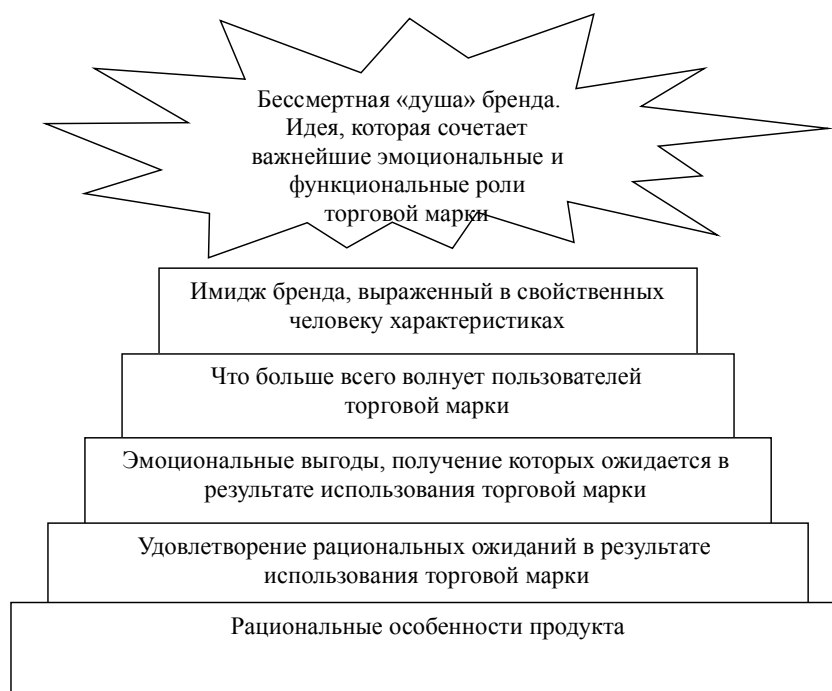 Бессмертная «душа» бренда.
Идея, которая сочетает
важнейшие эмоциональные и
функциональные роли
торговой марки
Имидж бренда, выраженный в свойственных
человеку характеристиках
Что больше всего волнует пользователей
торговой марки
Эмоциональные выгоды, получение которых ожидается в
результате использования торговой марки
Удовлетворение рациональных ожиданий в результате
использования торговой марки
Рациональные особенности продукта